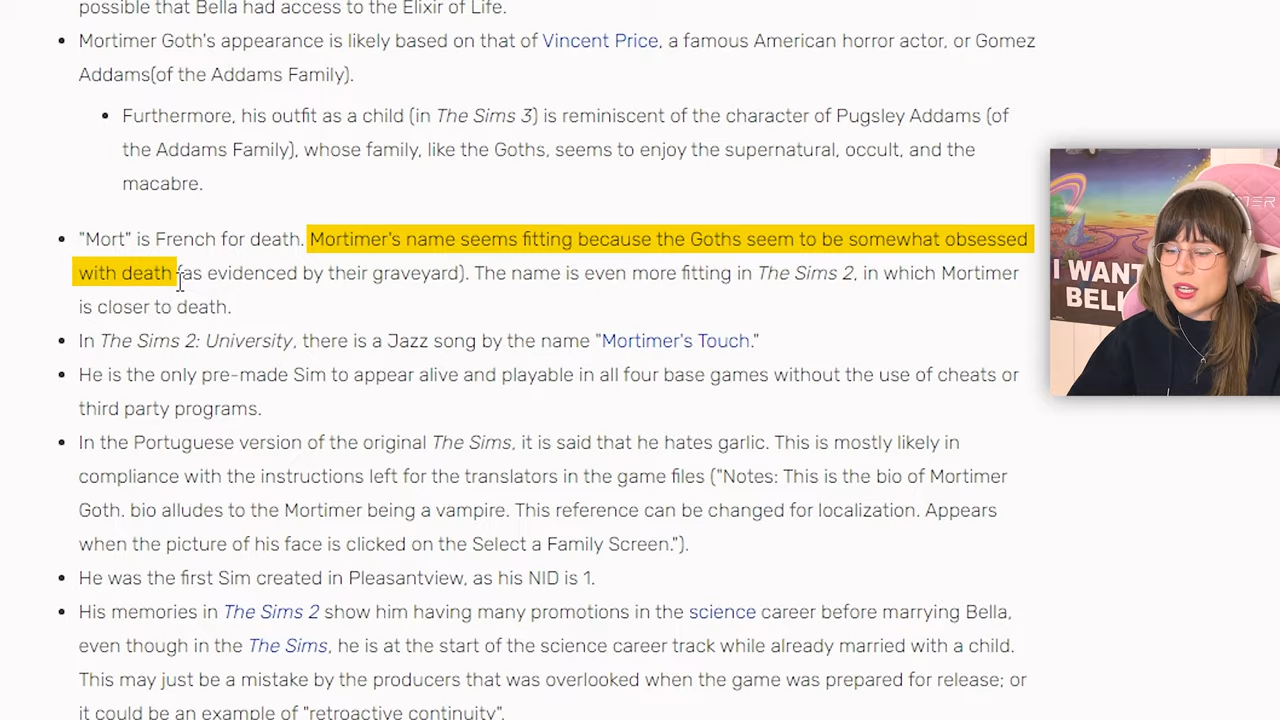 possible that Bella had access to the Elixir of Life.
Mortimer Goth's appearance is likely based on that of Vincent Price, a famous American horror actor, or Gomez
Addams(of the Addams Family).
Furthermore, his outfit as a child (in The Sims 3) is reminiscent of the character of Pugsley Addams (of
the Addams Family), whose family, like the Goths, seems to enjoy the supernatural, occult, and the
macabre.
"Mort" is French for death. Mortimer's name seems fitting because the Goths seem to be somewhat obsessed
with death (as evidenced by their graveyard). The name is even more fitting in The Sims 2, in which Mortimer
is closer to death.
In The Sims 2: University, there is a Jazz song by the name "Mortimer's Touch."
He is the only pre-made Sim to appear alive and playable in all four base games without the use of cheats or
third party programs.
In the Portuguese version of the original The Sims, it is said that he hates garlic. This is mostly likely in
compliance with the instructions left for the translators in the game files ("Notes: This is the bio of Mortimer
Goth. bio alludes to the Mortimer being a vampire. This reference can be changed for localization. Appears
when the picture of his face is clicked on the Select a Family Screen.").
He was the first Sim created in Pleasantview, as his NID is 1.
His memories in The Sims 2 show him having many promotions in the science career before marrying Bella,
even though in the The Sims, he is at the start of the science career track while already married with a child.
This may just be a mistake by the producers that was overlooked when the game was prepared for release; or
it could be an example of "retroactive continuity".
I WANT
BELL